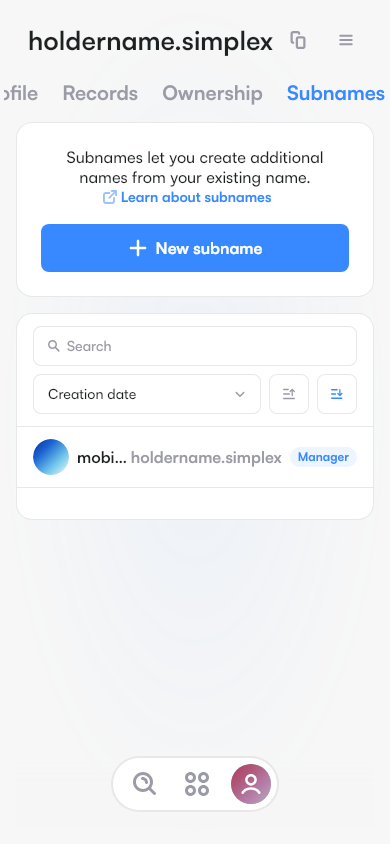 holdername.simplex
ofile Records Ownership Subnames
Subnames let you create additional
names from your existing name.
Learn about subnames
New subname
Search
Creation date
mobi... holdername.simplex Manager